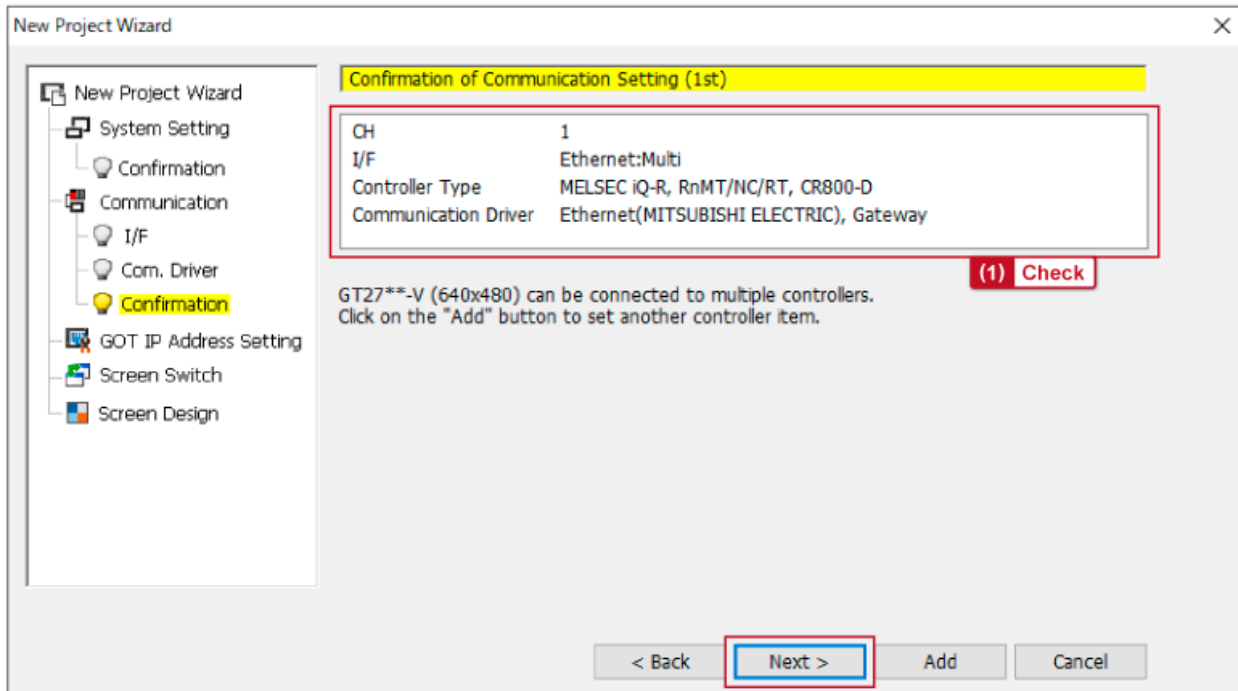 New Project Wizard
New Project Wizard
System Setting
Confirmation
Communication
I/F
Com. Driver
Confirmation
GOT IP Address Setting
Screen Switch
Screen Design
Confirmation of Communication Setting (1st)
CH 1
I/F Ethernet:Multi
Controller Type MELSEC iQ-R, RnMT/NC/RT, CR800-D
Communication Driver Ethernet(MITSUBISHI ELECTRIC), Gateway
(1) Check
GT27**-V (640x480) can be connected to multiple controllers.
Click on the "Add" button to set another controller item.
< Back Next > Add Cancel